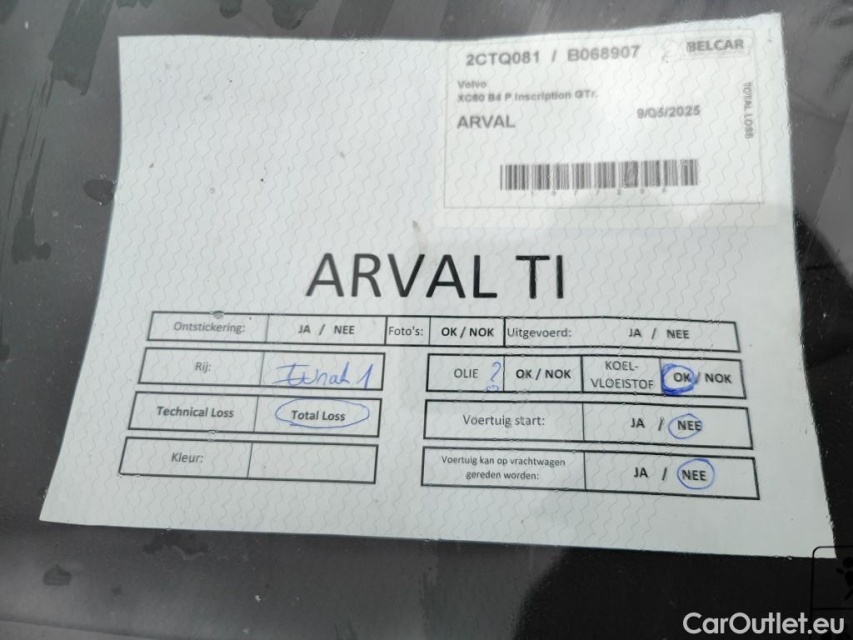 2CTQ081 / B068907
BELCAR
Volvo
XC60 B4 P Inscription GTr.
ARVAL
9/05/2025
TOTAL LOSS
ARVAL TI
Ontstickering: JA / NEE Foto's: OK / NOK Uitgevoerd: JA / NEE
Rij:
OLIE ? OK / NOK KOEL-
VLOEISTOF OK / NOK
Technical Loss Total Loss
Voertuig start: JA / NEE
Kleur:
Voertuig kan op vrachtwagen
gereden worden: JA / NEE
CarOutlet.eu